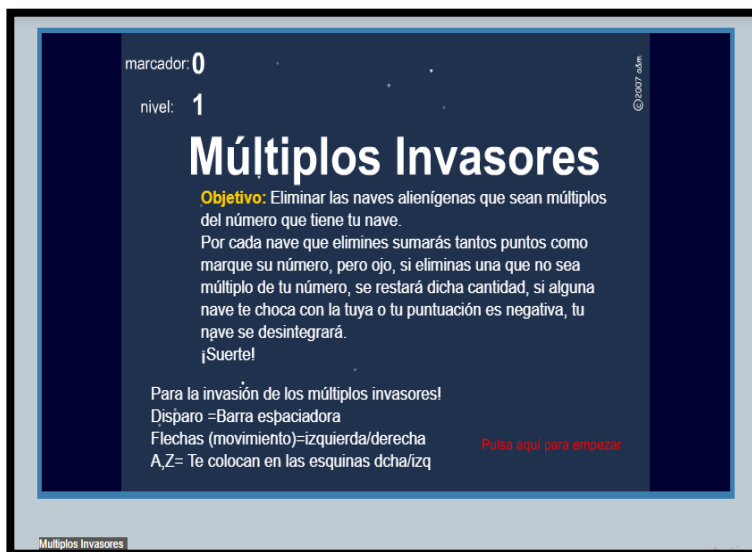 marcador: 0
nivel: 1
©2007 a&m
Múltiplos Invasores
Objetivo: Eliminar las naves alienígenas que sean múltiplos
del número que tiene tu nave.
Por cada nave que elimines sumarás tantos puntos como
marque su número, pero ojo, si eliminas una que no sea
múltiplo de tu número, se restará dicha cantidad, si alguna
nave te choca con la tuya o tu puntuación es negativa, tu
nave se desintegrará.
¡Suerte!
Para la invasión de los múltiplos invasores!
Disparo =Barra espaciadora
Flechas (movimiento)=izquierda/derecha
Pulsa aquí para empezar
A,Z= Te colocan en las esquinas dcha/izq
Multiplos Invasores